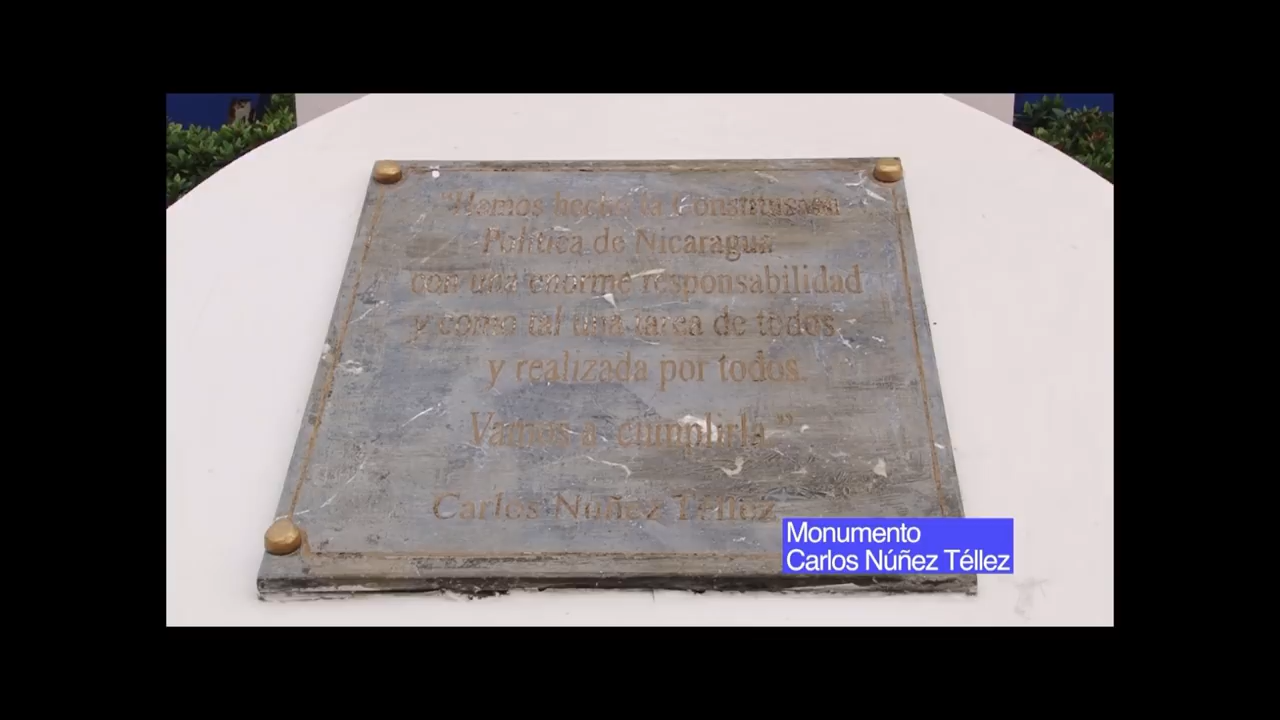 "Hemos hecho la Constitución
Política de Nicaragua
con una enorme responsabilidad
y como tal una tarea de todos,
y realizada por todos.
Vamos a cumplirla."
Carlos Nuñez Téllez
Monumento
Carlos Núñez Téllez